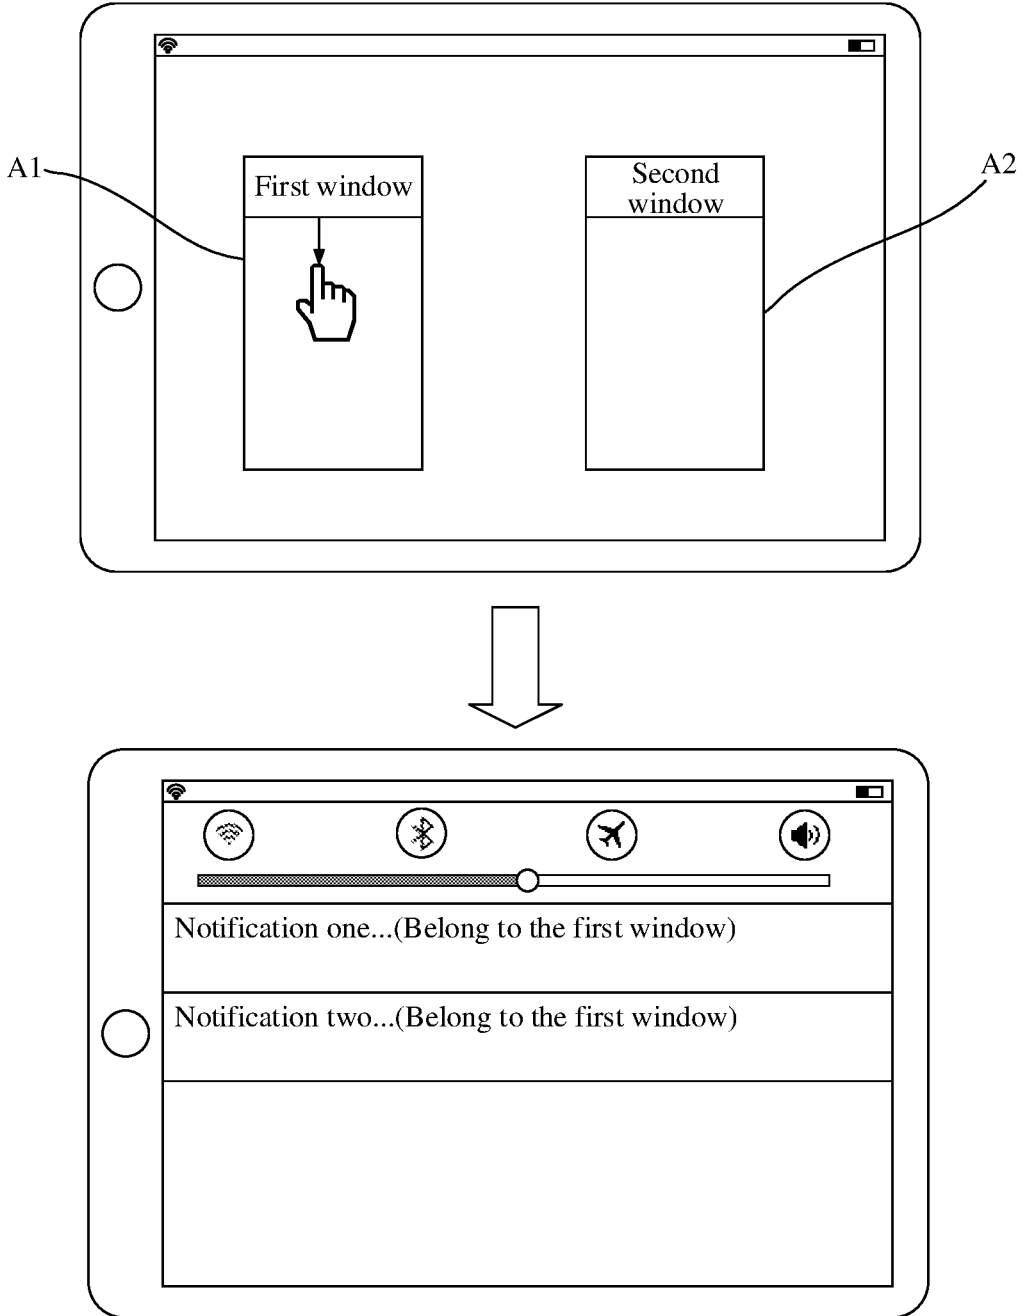 A1
A2
First window
Second
window
Notification one...(Belong to the first window)
Notification two...(Belong to the first window)